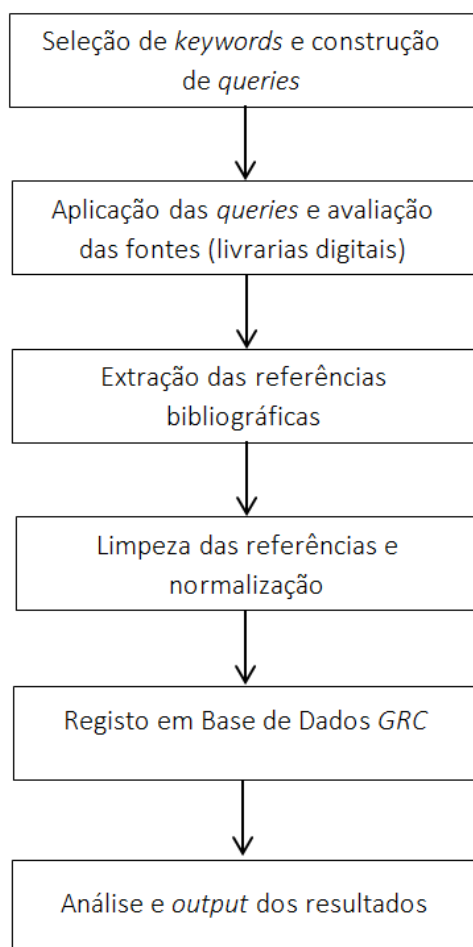 Seleção de keywords e construção
de queries
Aplicação das queries e avaliação
das fontes (livrarias digitais)
Extração das referências
bibliográficas
Limpeza das referências e
normalização
Registo em Base de Dados GRC
Análise e output dos resultados